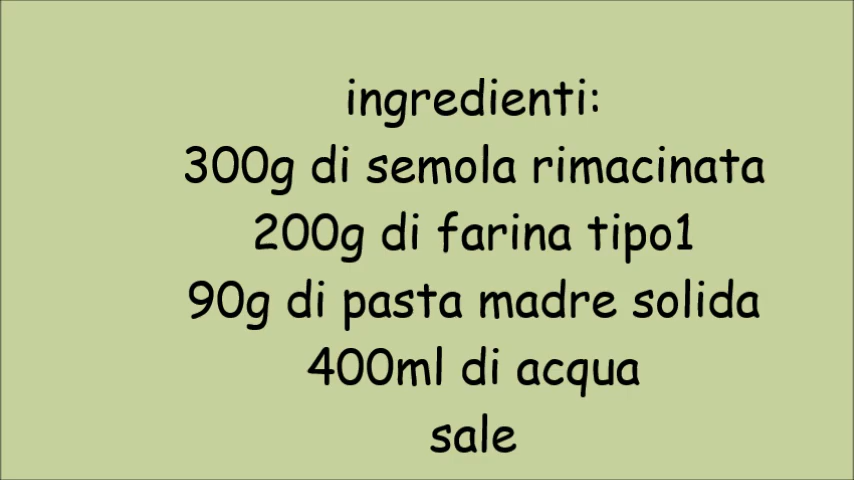 ingredienti:
300g di semola rimacinata
200g di farina tipo1
90g di pasta madre solida
400ml di acqua
sale